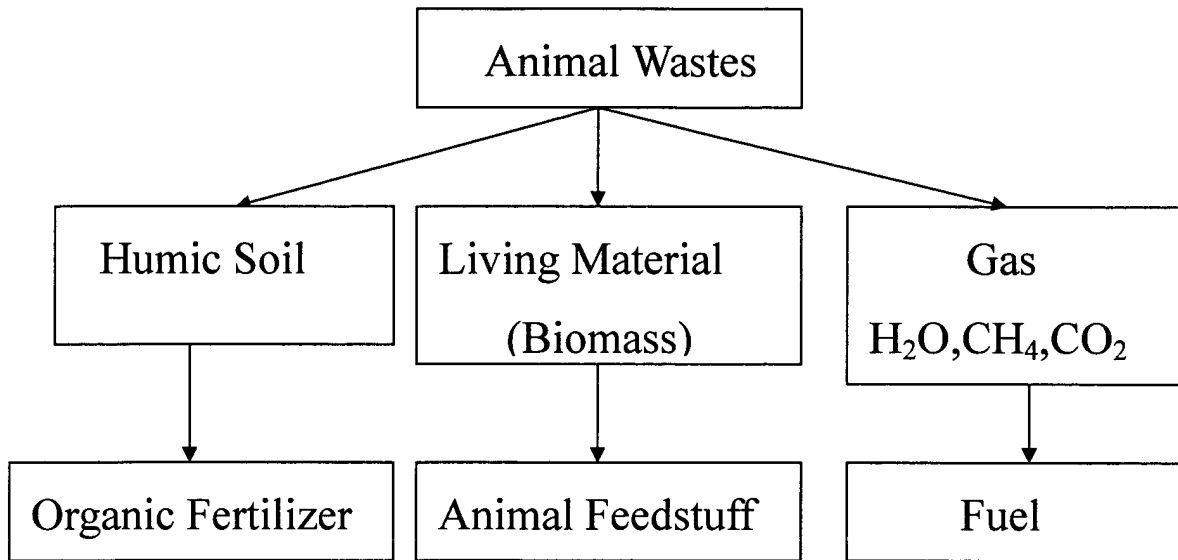 Animal Wastes
Humic Soil
Living Material
(Biomass)
Gas
H₂O,CH₄,CO₂
Organic Fertilizer
Animal Feedstuff
Fuel